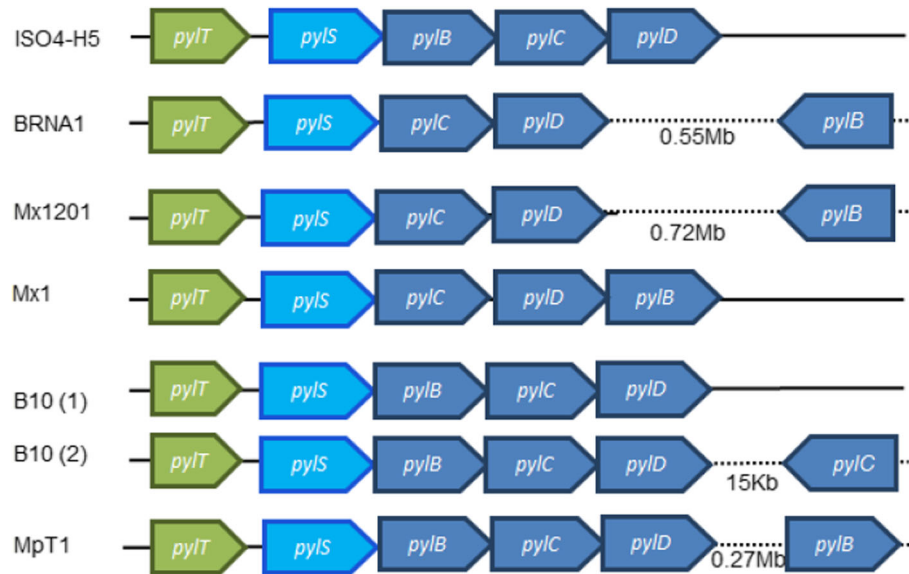 ISO4-H5 pylT pylS pylB pylC pylD
BRNA1 pylT pylS pylC pylD 0.55Mb pylB
Mx1201 pylT pylS pylC pylD 0.72Mb pylB
Mx1 pylT pylS pylC pylD pylB
B10 (1) pylT pylS pylB pylC pylD
B10 (2) pylT pylS pylB pylC pylD 15Kb pylC
MpT1 pylT pylS pylB pylC pylD 0.27Mb pylB